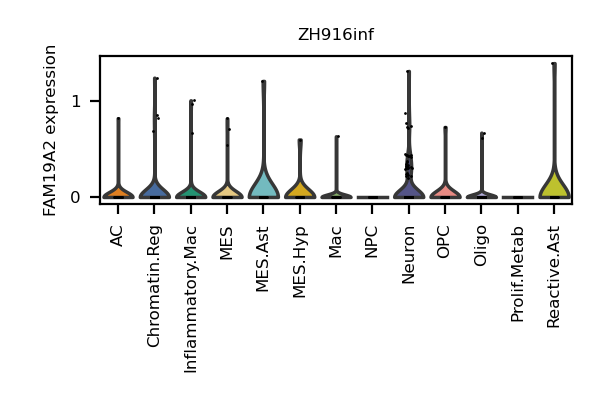 ZH916inf
FAM19A2 expression
1
0
AC
Chromatin.Reg
Inflammatory.Mac
MES
MES.Ast
MES.Hyp
Mac
NPC
Neuron
OPC
Oligo
Prolif.Metab
Reactive.Ast